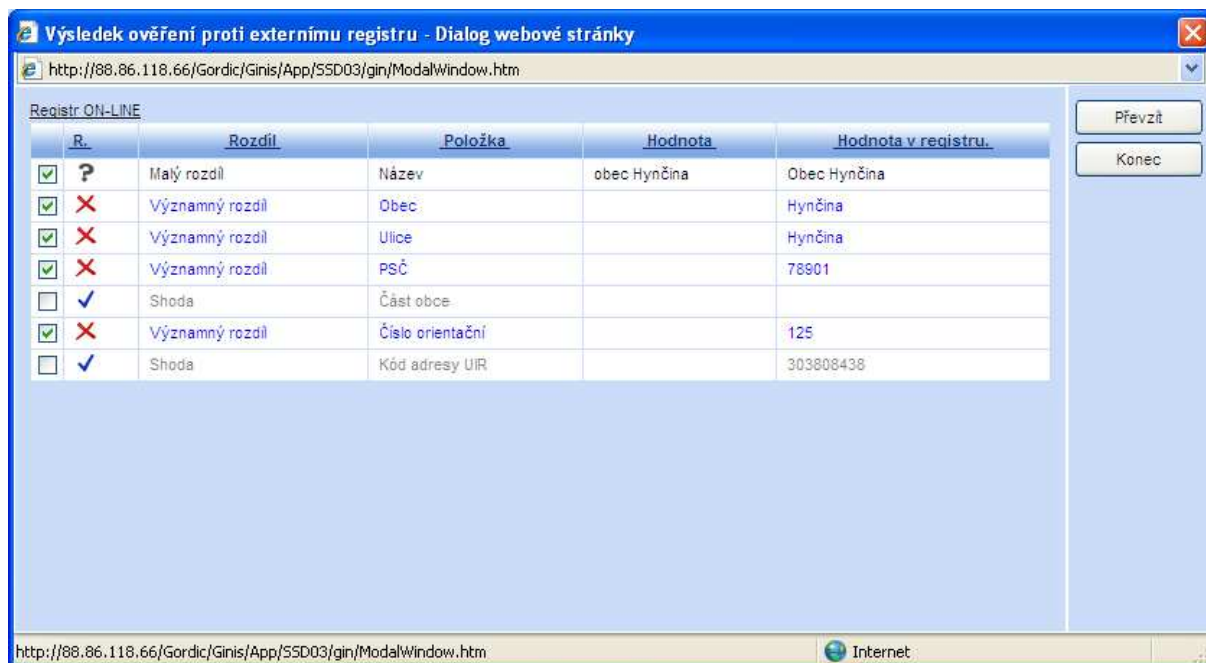 Výsledek ověření proti externímu registru - Dialog webové stránky
http://88.86.118.66/Gordic/Ginis/App/SSD03/gin/ModalWindow.htm
Registr ON-LINE
R. Rozdíl Položka Hodnota Hodnota v registru.
? Malý rozdíl Název obec Hynčina Obec Hynčina
Významný rozdíl Obec Hynčina
Významný rozdíl Ulice Hynčina
Významný rozdíl PSČ 78901
Shoda Část obce
Významný rozdíl Číslo orientační 125
Shoda Kód adresy UIR 303808438
Převzít
Konec
http://88.86.118.66/Gordic/Ginis/App/SSD03/gin/ModalWindow.htm Internet